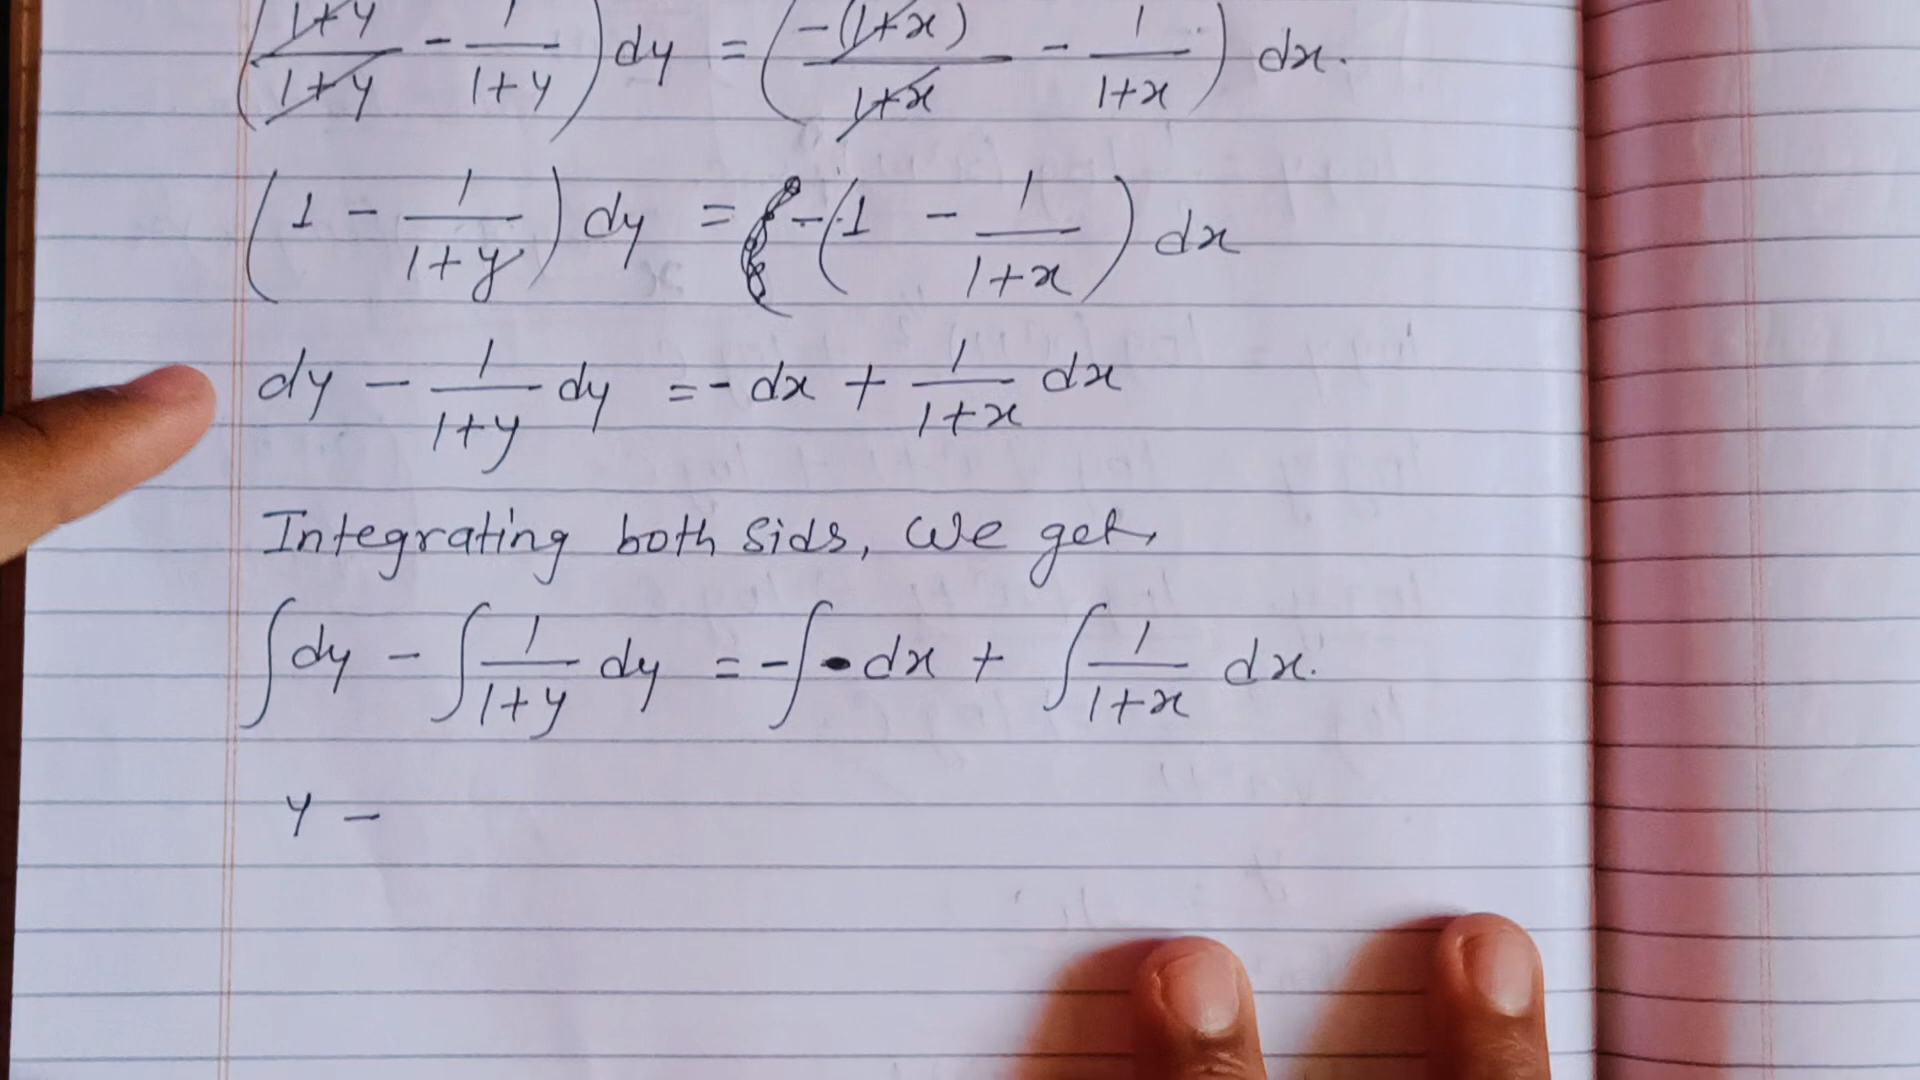 (1+y/1+y - 1/1+y) dy = (-(1+x)/1+x - 1/1+x) dx.
(1 - 1/1+y) dy = -(1 - 1/1+x) dx
dy - 1/1+y dy = - dx + 1/1+x dx
Integrating both sids, we get,
∫dy - ∫1/1+y dy = -∫ dx + ∫1/1+x dx.
y -